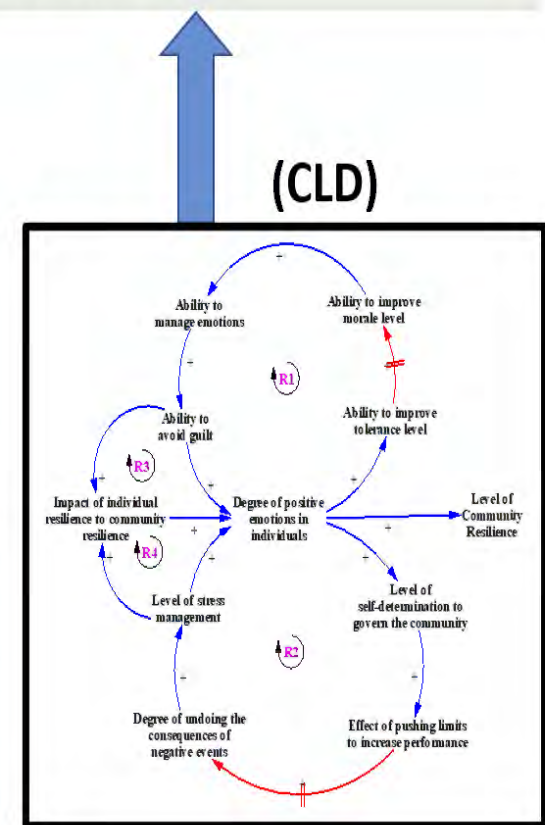 (CLD)
+
Ability to
manage emotions
Ability to improve
morale level
+
R1
+
Ability to
avoid guilt
Ability to improve
tolerance level
R3
+
+
+
Impact of individual
resilience to community
resilience
+
Degree of positive
emotions in
individuals
+
Level of
Community
Resilience
+
R4
+
+
Level of stress
management
Level of
self-determination to
govern the community
R2
+
+
Degree of undoing the
consequences of
negative events
Effect of pushing limits
to increase performance
+